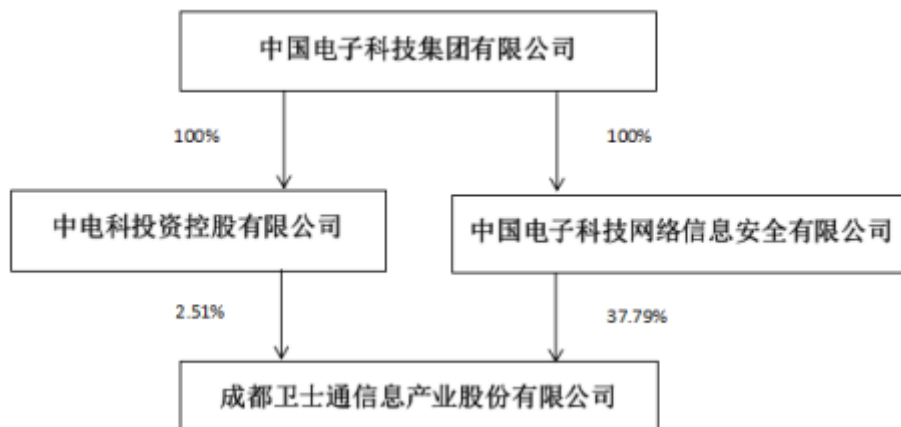 中国电子科技集团有限公司
100%
100%
中电科投资控股有限公司
中国电子科技网络信息安全有限公司
2.51%
37.79%
成都卫士通信息产业股份有限公司